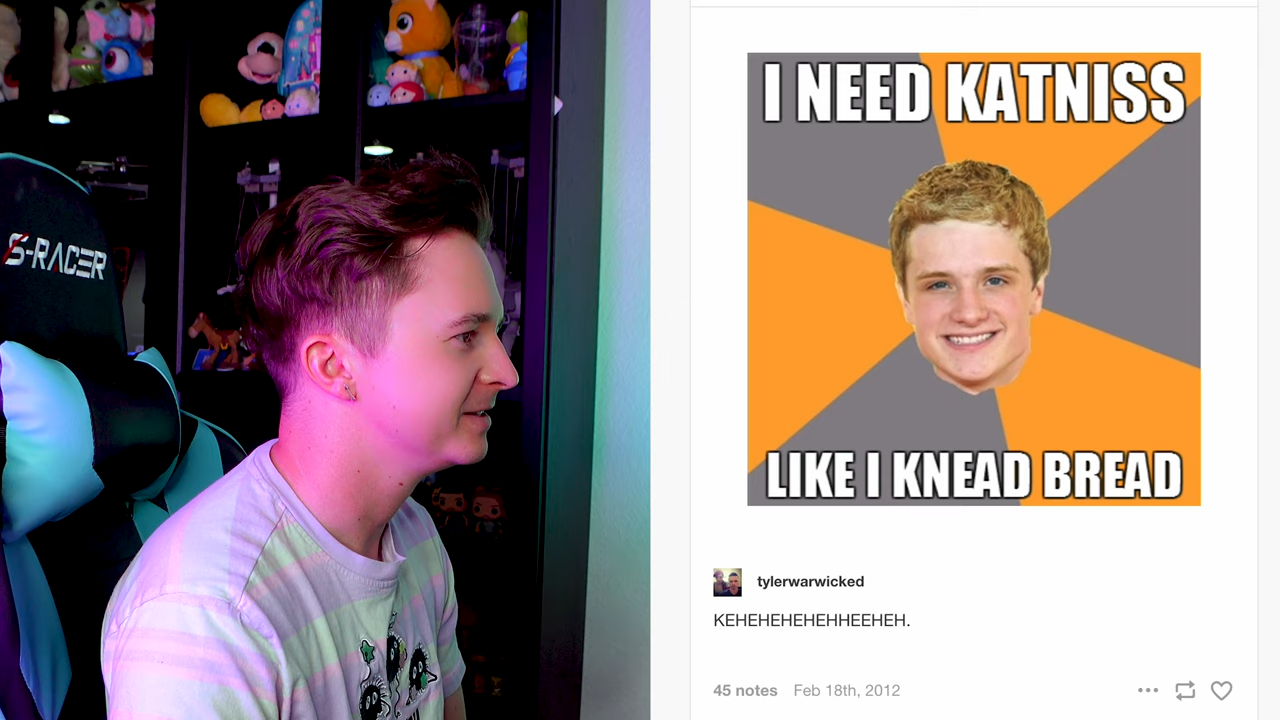 S-RACER
I NEED KATNISS
LIKE I KNEAD BREAD
tylerwarwicked
KEHEHEHEHEHHEEHEH.
45 notes Feb 18th, 2012